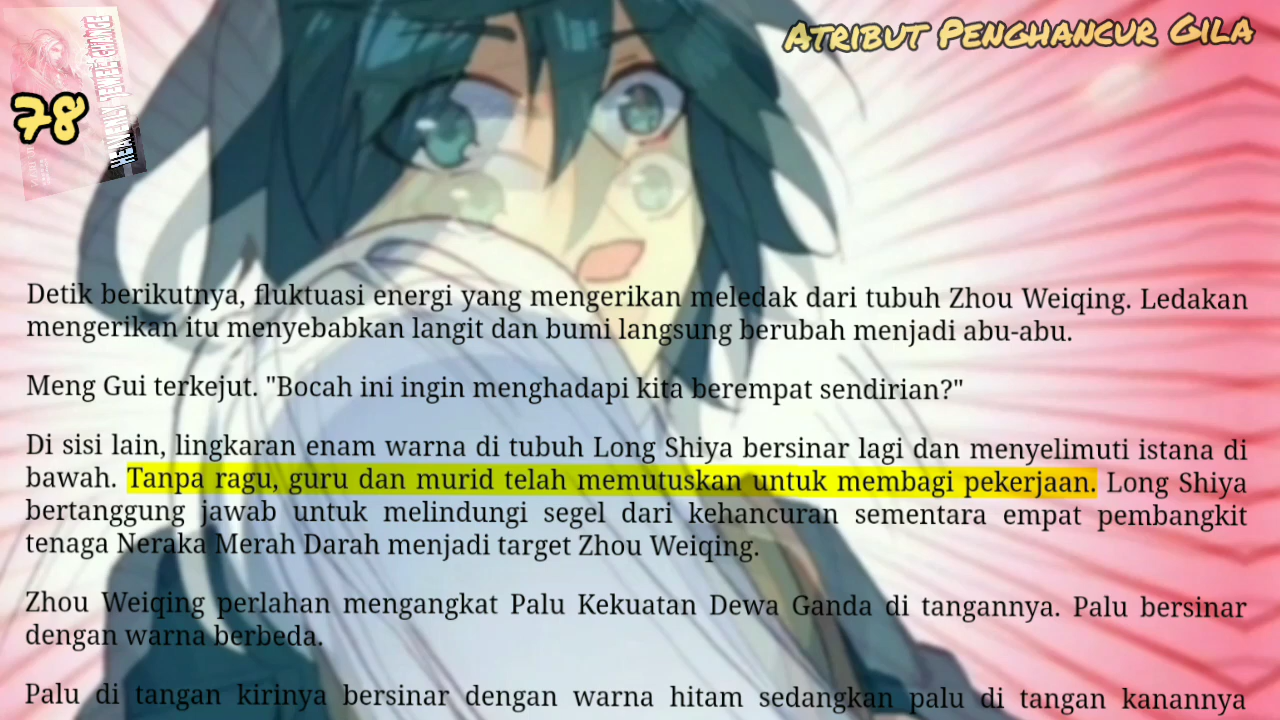 Atribut Penghancur Gila
78
HEAVENLY JEWEL CHANGE
Detik berikutnya, fluktuasi energi yang mengerikan meledak dari tubuh Zhou Weiqing. Ledakan
mengerikan itu menyebabkan langit dan bumi langsung berubah menjadi abu-abu.
Meng Gui terkejut. "Bocah ini ingin menghadapi kita berempat sendirian?"
Di sisi lain, lingkaran enam warna di tubuh Long Shiya bersinar lagi dan menyelimuti istana di
bawah. Tanpa ragu, guru dan murid telah memutuskan untuk membagi pekerjaan. Long Shiya
bertanggung jawab untuk melindungi segel dari kehancuran sementara empat pembangkit
tenaga Neraka Merah Darah menjadi target Zhou Weiqing.
Zhou Weiqing perlahan mengangkat Palu Kekuatan Dewa Ganda di tangannya. Palu bersinar
dengan warna berbeda.
Palu di tangan kirinya bersinar dengan warna hitam sedangkan palu di tangan kanannya